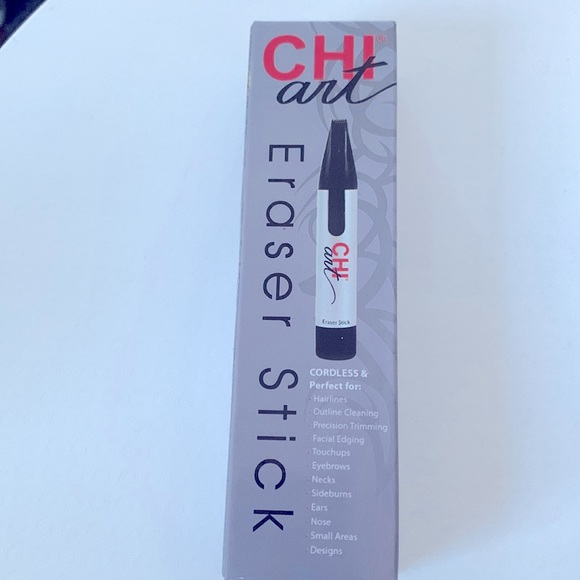 CHI®
art
Eraser Stick
CHI
art
Eraser Stick
CORDLESS &
Perfect for:
Hairlines
Outline Cleaning
Precision Trimming
Facial Edging
Touchups
Eyebrows
Necks
Sideburns
Ears
Nose
Small Areas
Designs